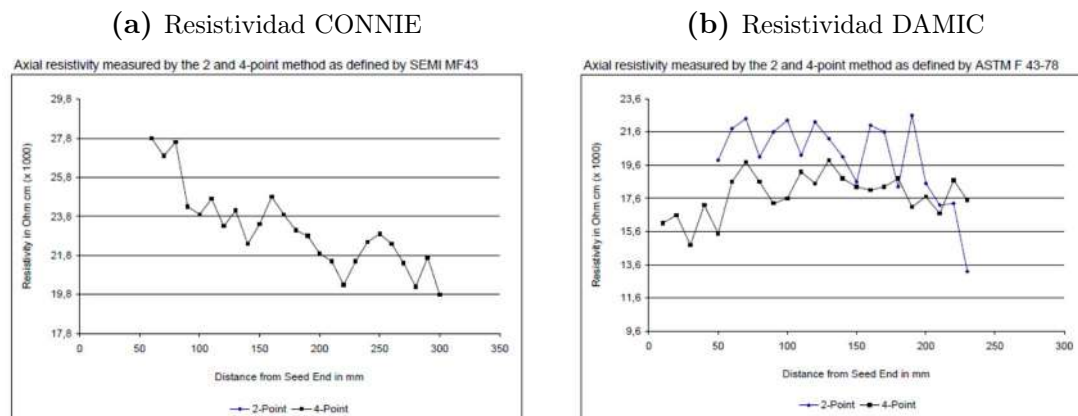 (a) Resistividad CONNIE
Axial resistivity measured by the 2 and 4-point method as defined by SEMI MF43
29,8
27,8
25,8
23,8
21,8
19,8
17,8
Resistivity in Ohm cm (x 1000)
0 50 100 150 200 250 300 350
Distance from Seed End in mm
2-Point 4-Point
(b) Resistividad DAMIC
Axial resistivity measured by the 2 and 4-point method as defined by ASTM F 43-78
23,6
21,6
19,6
17,6
15,6
13,6
11,6
9,6
Resistivity in Ohm cm (x 1000)
0 50 100 150 200 250 300
Distance from Seed End in mm
2-Point 4-Point